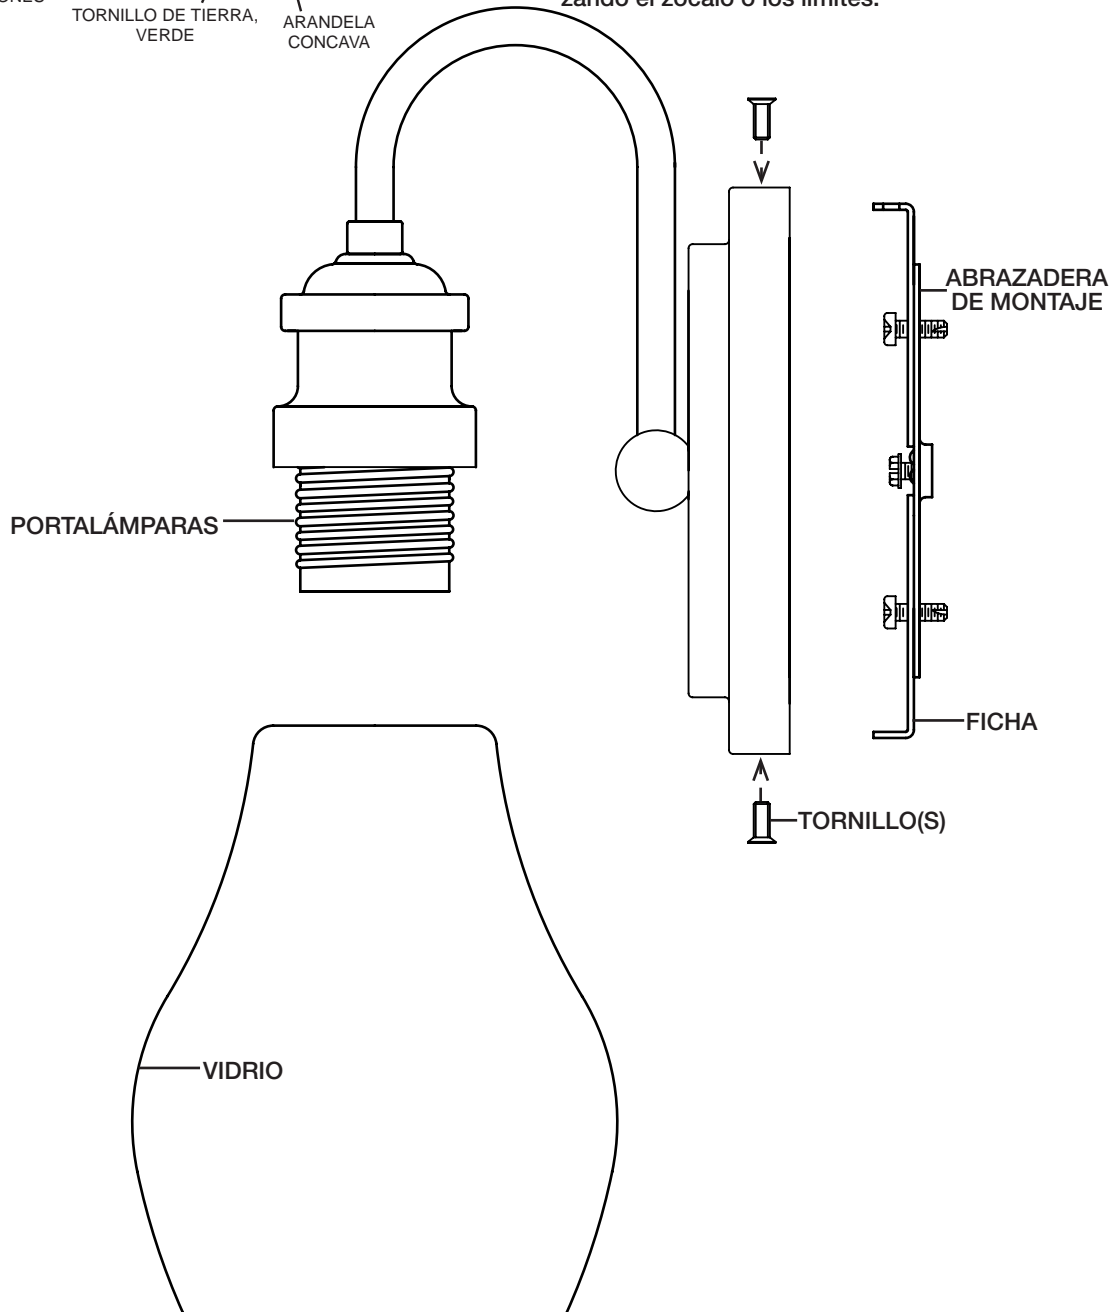 TORNILLO DE TIERRA,
VERDE
ARANDELA
CONCAVA
zando el zócalo o los límites.
ABRAZADERA
DE MONTAJE
PORTALÁMPARAS
FICHA
TORNILLO(S)
VIDRIO